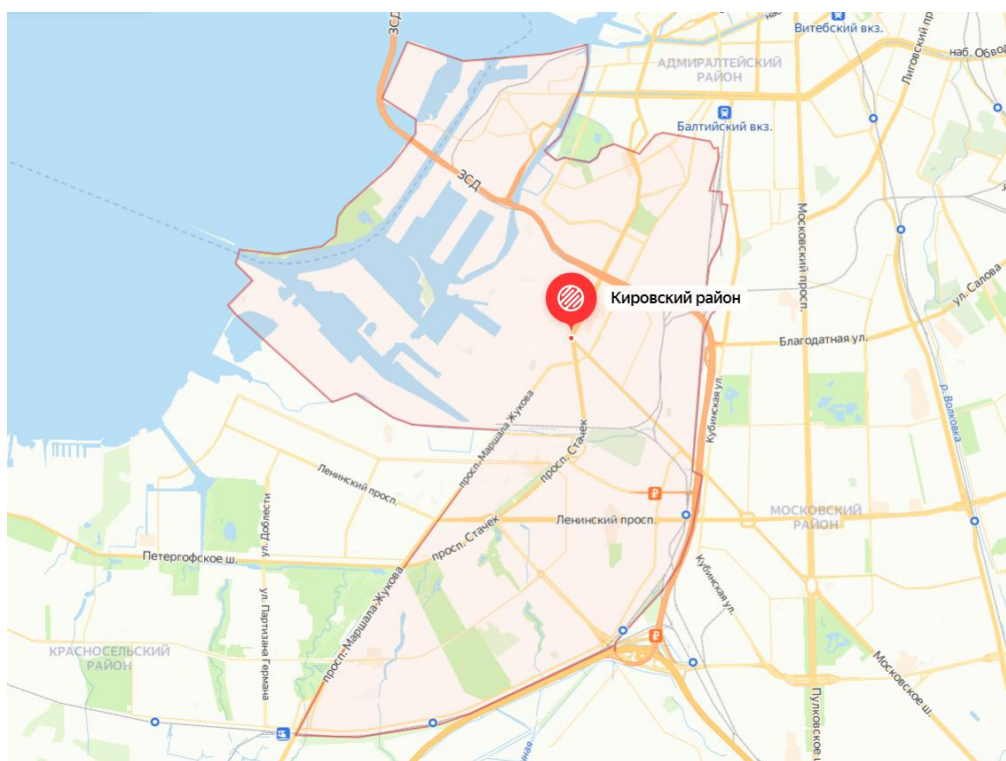 ЗСД
Витебский вкз.
Лиговский пр.
наб. Обвод
АДМИРАЛТЕЙСКИЙ
РАЙОН
Балтийский вкз.
ЗСД
Московский просп.
Кировский район
ул. Салова
Благодатная ул.
Кубинская ул.
р. Волковка
просп. Маршала Жукова
просп. Стачек
Ленинский просп.
Ленинский просп.
МОСКОВСКИЙ
РАЙОН
ул. Доблести
просп. Стачек
Петергофское ш.
Кубинская ул.
просп. Маршала Жукова
ул. Партизана Германа
КРАСНОСЕЛЬСКИЙ
РАЙОН
Московское ш.
Пулковское ш